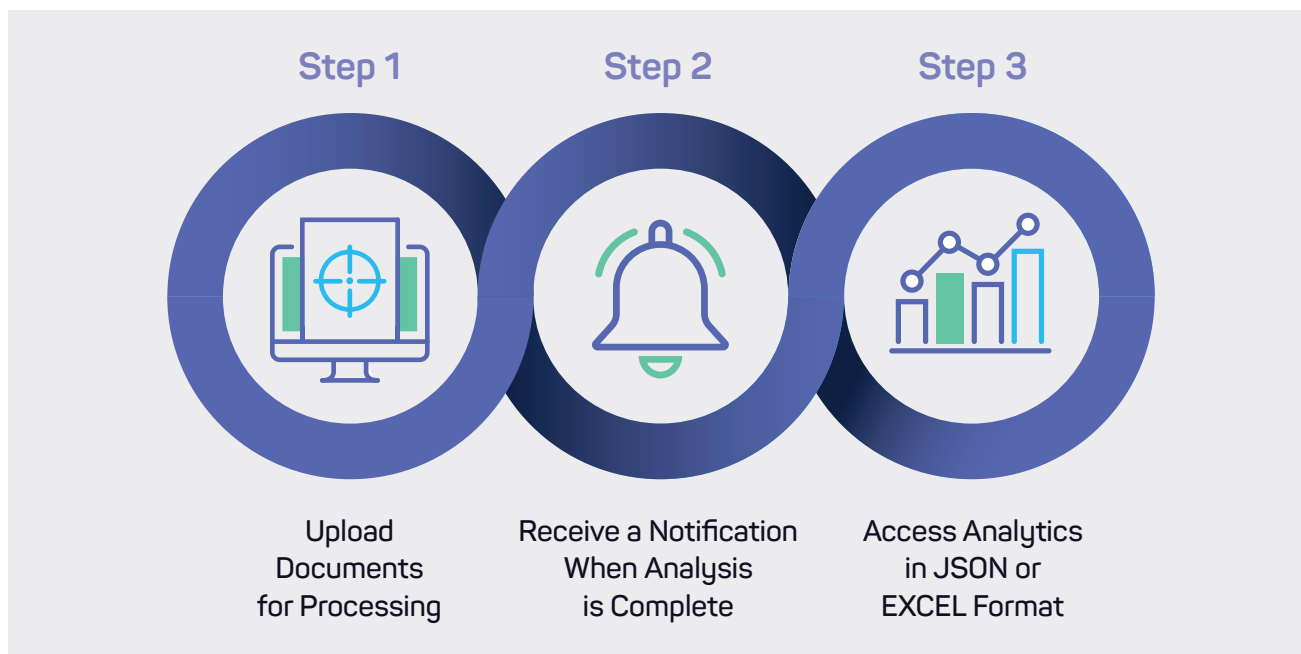 Step 1
Step 2
Step 3
Upload
Documents
for Processing
Receive a Notification
When Analysis
is Complete
Access Analytics
in JSON or
EXCEL Format